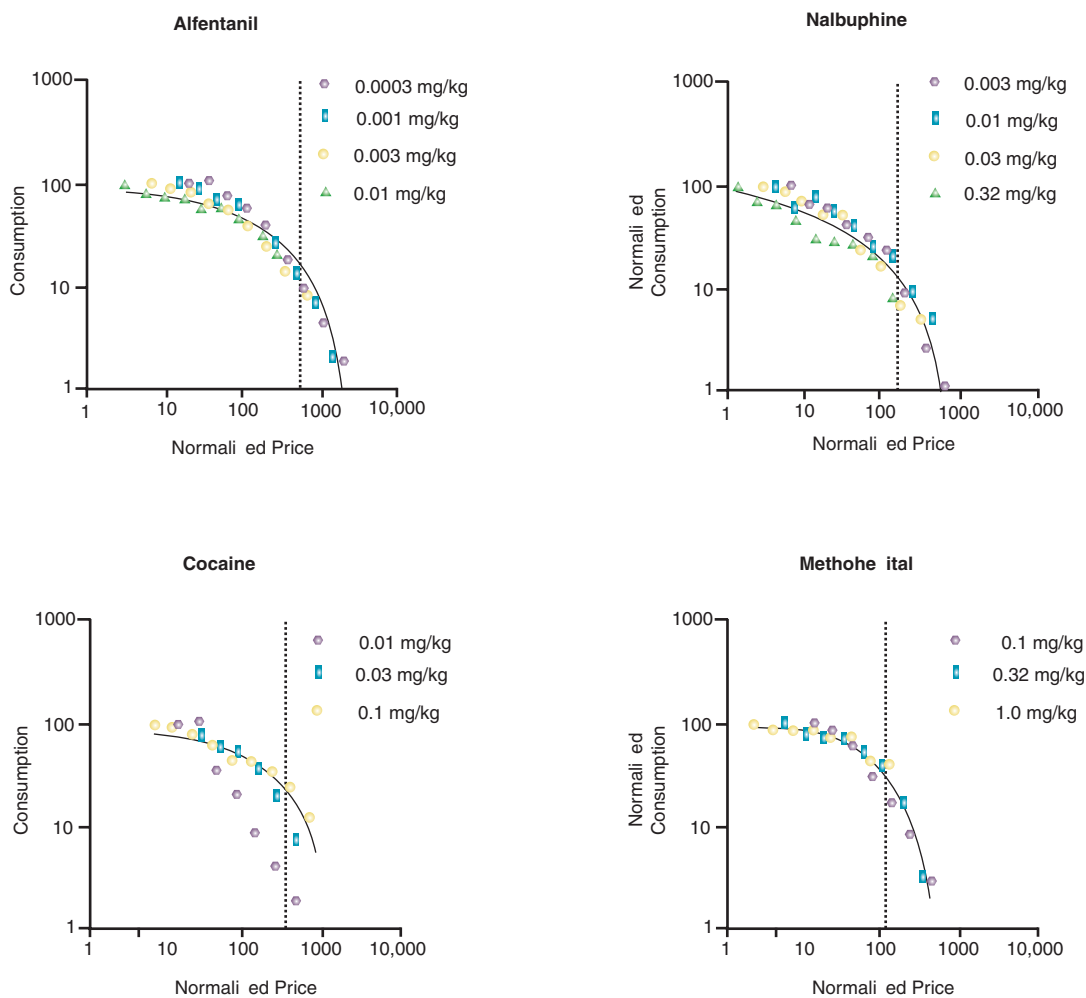 Alfentanil
1000
100
10
1
1
10
100
1000
10,000
Consumption
Normali ed Price
0.0003 mg/kg
0.001 mg/kg
0.003 mg/kg
0.01 mg/kg
Nalbuphine
1000
100
10
1
1
10
100
1000
10,000
Normali ed
Consumption
Normali ed Price
0.003 mg/kg
0.01 mg/kg
0.03 mg/kg
0.32 mg/kg
Cocaine
1000
100
10
1
1
10
100
1000
10,000
Consumption
Normali ed Price
0.01 mg/kg
0.03 mg/kg
0.1 mg/kg
Methohe ital
1000
100
10
1
1
10
100
1000
10,000
Normali ed
Consumption
Normali ed Price
0.1 mg/kg
0.32 mg/kg
1.0 mg/kg